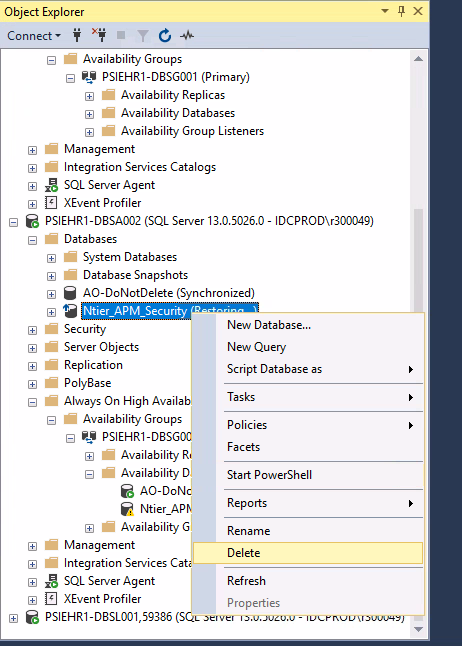 Object Explorer
Connect
Availability Groups
PSIEHR1-DBSG001 (Primary)
Availability Replicas
Availability Databases
Availability Group Listeners
Management
Integration Services Catalogs
SQL Server Agent
XEvent Profiler
PSIEHR1-DBSA002 (SQL Server 13.0.5026.0 - IDCPROD\r300049)
Databases
System Databases
Database Snapshots
AO-DoNotDelete (Synchronized)
Ntier_APM_Security (Restoring...)
Security
Server Objects
Replication
PolyBase
Always On High Availab
Availability Groups
PSIEHR1-DBSG00
Availability Re
Availability Da
AO-DoNo
Ntier_APM
Availability G
Management
Integration Services Cata
SQL Server Agent
XEvent Profiler
PSIEHR1-DBSL001,59386 (SQL Server 13.0.5026.0 - IDCPROD\r300049)
New Database...
New Query
Script Database as
Tasks
Policies
Facets
Start PowerShell
Reports
Rename
Delete
Refresh
Properties